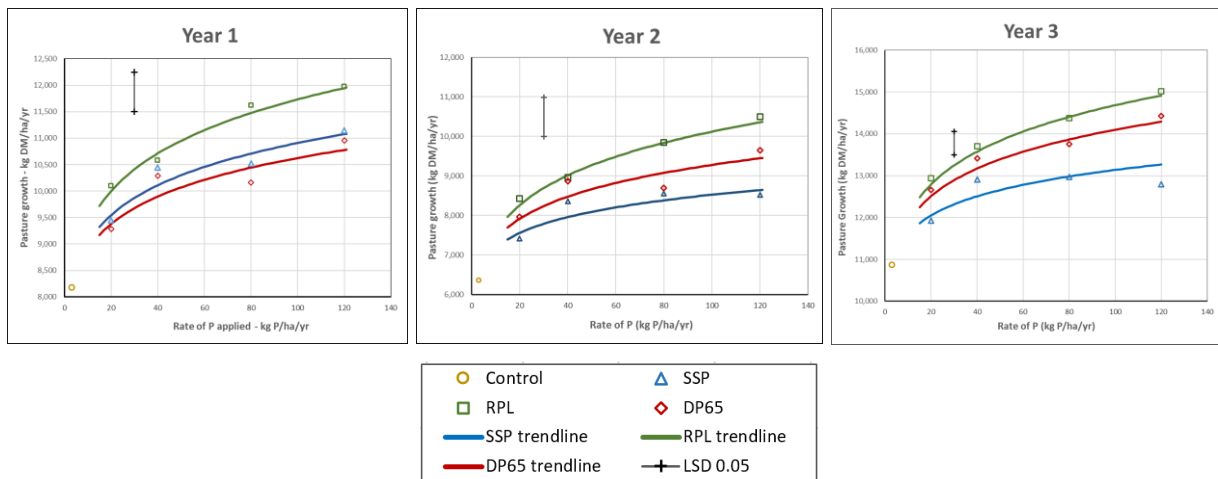 Year 1
Pasture growth - kg DM/ha/yr
12,500
12,000
11,500
11,000
10,500
10,000
9,500
9,000
8,500
8,000
0
20
40
60
80
100
120
140
Rate of P applied - kg P/ha/yr
Year 2
Pasture growth (kg DM/ha/yr)
12,000
11,000
10,000
9,000
8,000
7,000
6,000
0
20
40
60
80
100
120
140
Rate of P (kg P/ha/yr)
Year 3
Pasture Growth (kg DM/ha/yr)
16,000
15,000
14,000
13,000
12,000
11,000
10,000
0
20
40
60
80
100
120
140
Rate of P (kg P/ha/yr)
Control
SSP
RPL
DP65
SSP trendline
RPL trendline
DP65 trendline
LSD 0.05